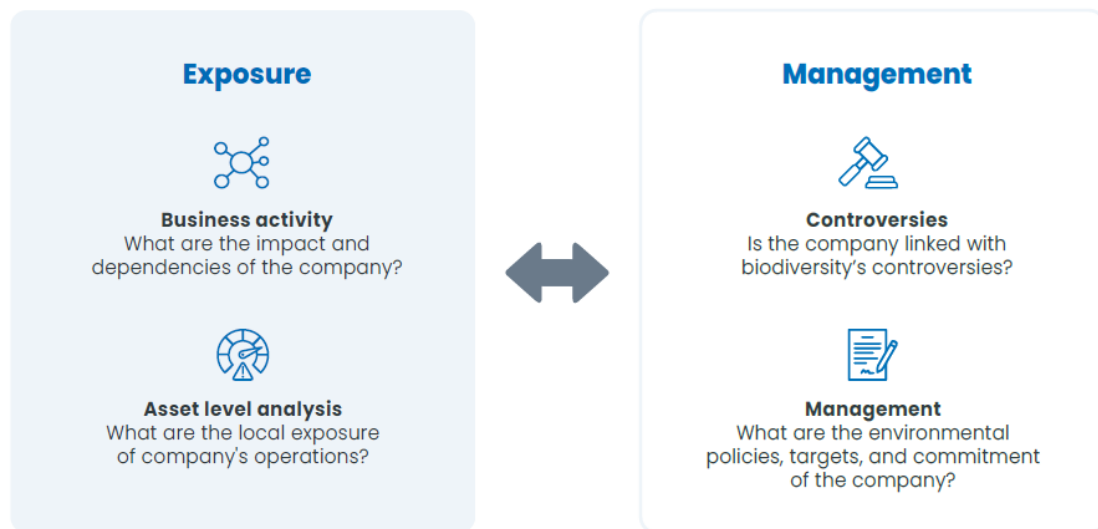 Exposure
Business activity
What are the impact and
dependencies of the company?
Asset level analysis
What are the local exposure
of company's operations?
Management
Controversies
Is the company linked with
biodiversity’s controversies?
Management
What are the environmental
policies, targets, and commitment
of the company?